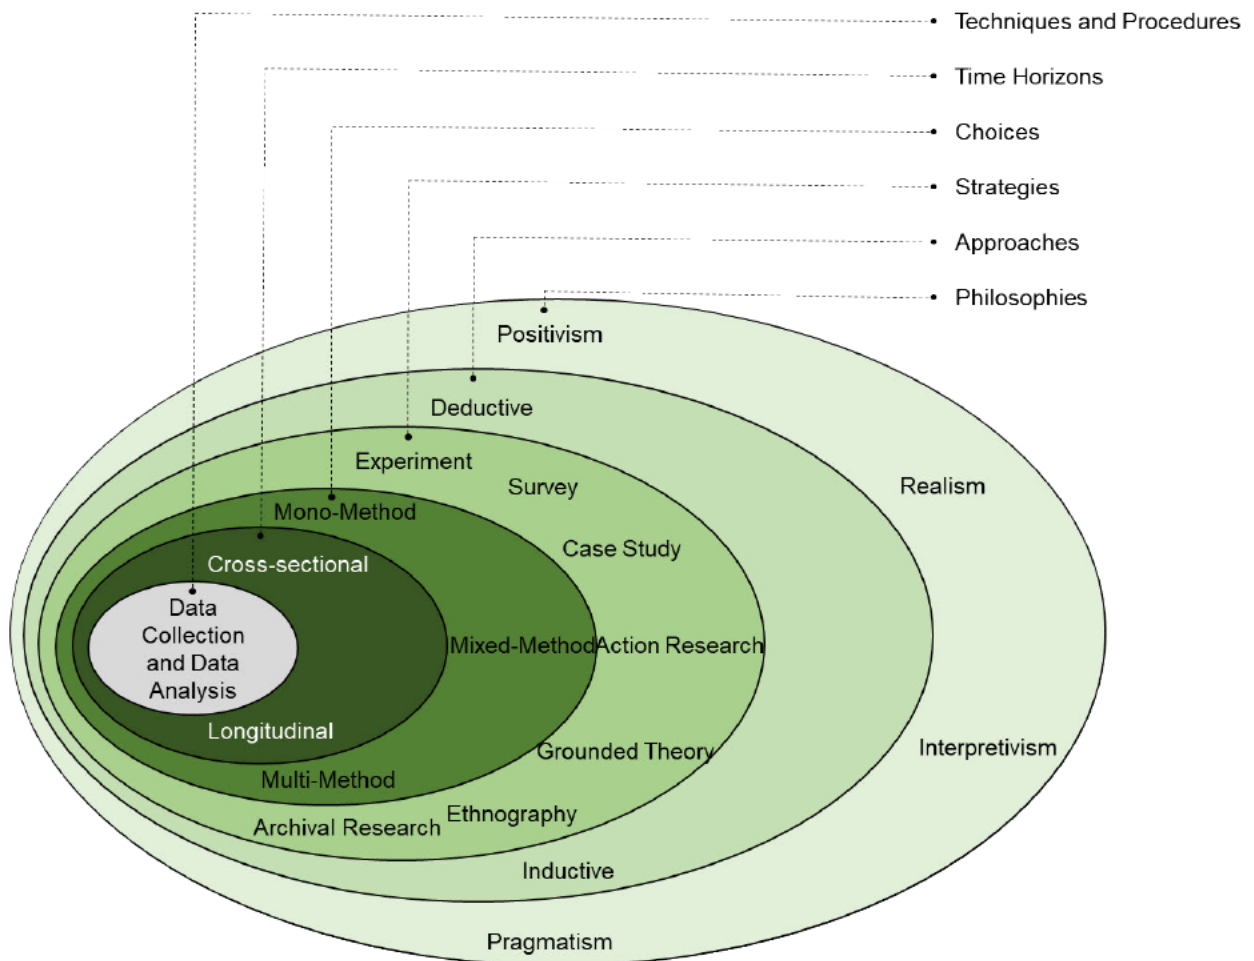 Techniques and Procedures
Time Horizons
Choices
Strategies
Approaches
Philosophies
Positivism
Deductive
Experiment
Survey
Realism
Mono-Method
Case Study
Cross-sectional
Data
Collection
and Data
Analysis
Mixed-Method
Action Research
Longitudinal
Grounded Theory
Interpretivism
Multi-Method
Ethnography
Archival Research
Inductive
Pragmatism